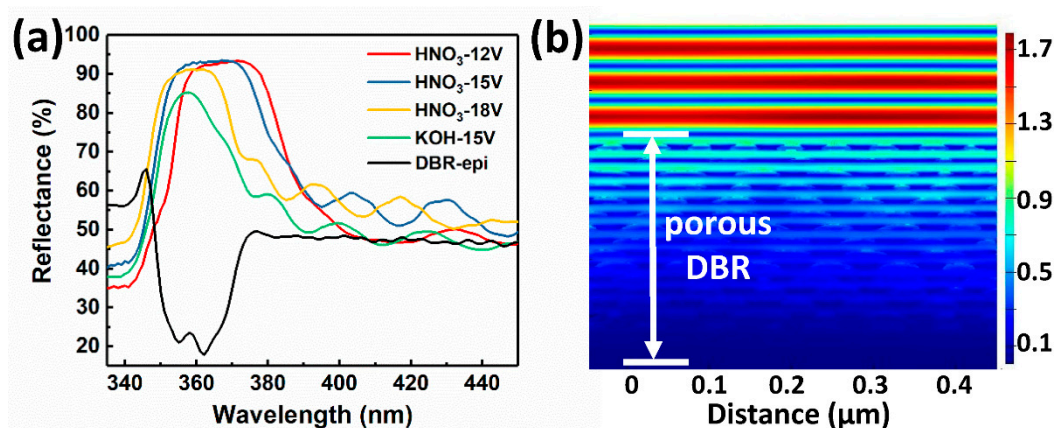 (a)
Reflectance (%)
100
90
80
70
60
50
40
30
20
HNO₃-12V
HNO₃-15V
HNO₃-18V
KOH-15V
DBR-epi
340 360 380 400 420 440
Wavelength (nm)
(b)
porous
DBR
1.7
1.3
0.9
0.5
0.1
0 0.1 0.2 0.3 0.4
Distance (μm)